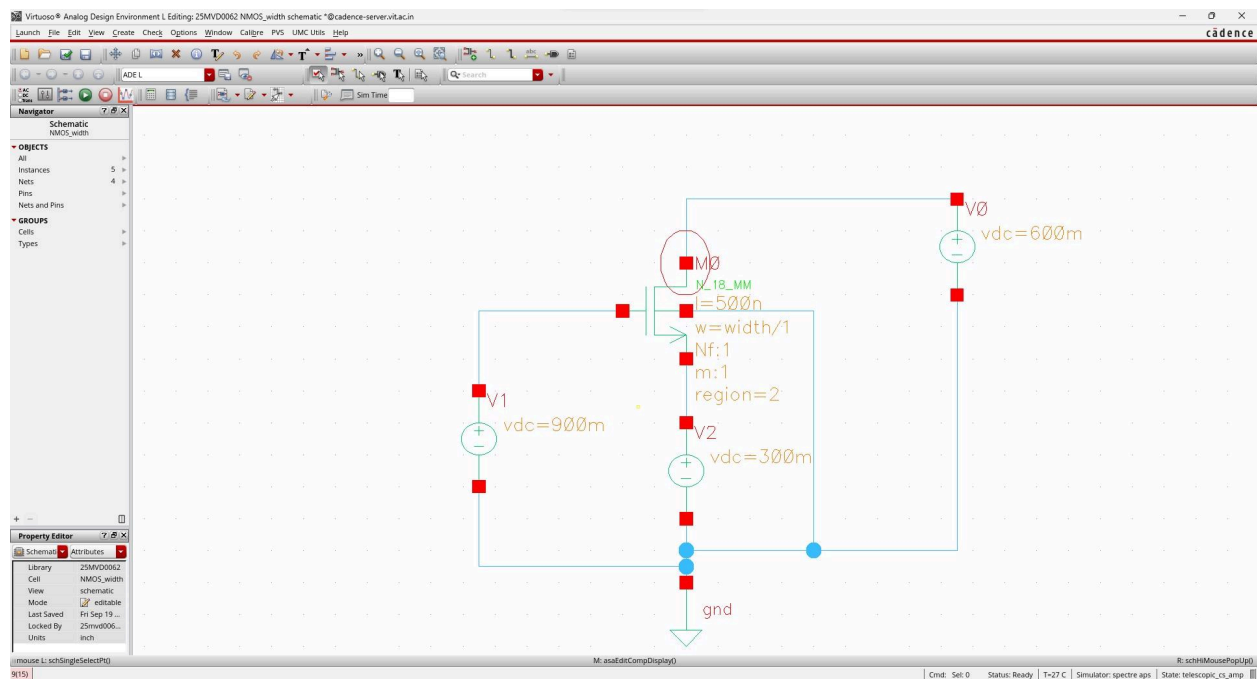 Virtuoso® Analog Design Environment L Editing: 25MVD0062 NMOS_width schematic *@cadence-server.vit.ac.in
Launch File Edit View Create Check Options Window Calibre PVS UMC Utils Help
cādence
ADE L
Search
Sim Time
Navigator
Schematic
NMOS_width
OBJECTS
All
Instances 5
Nets 4
Pins
Nets and Pins
GROUPS
Cells
Types
V0
vdc=600m
M0
N_18_MM
l=500n
w=width/1
Nf:1
m:1
region=2
V1
vdc=900m
V2
vdc=300m
gnd
Property Editor
Schemati Attributes
Library 25MVD0062
Cell NMOS_width
View schematic
Mode editable
Last Saved Fri Sep 19 ...
Locked By 25mvd006...
Units inch
mouse L: schSingleSelectPt() M: asaEditCompDisplay() R: schHiMousePopUp()
9(15) Cmd: Sel: 0 Status: Ready T=27 C Simulator: spectre aps State: telescopic_cs_amp